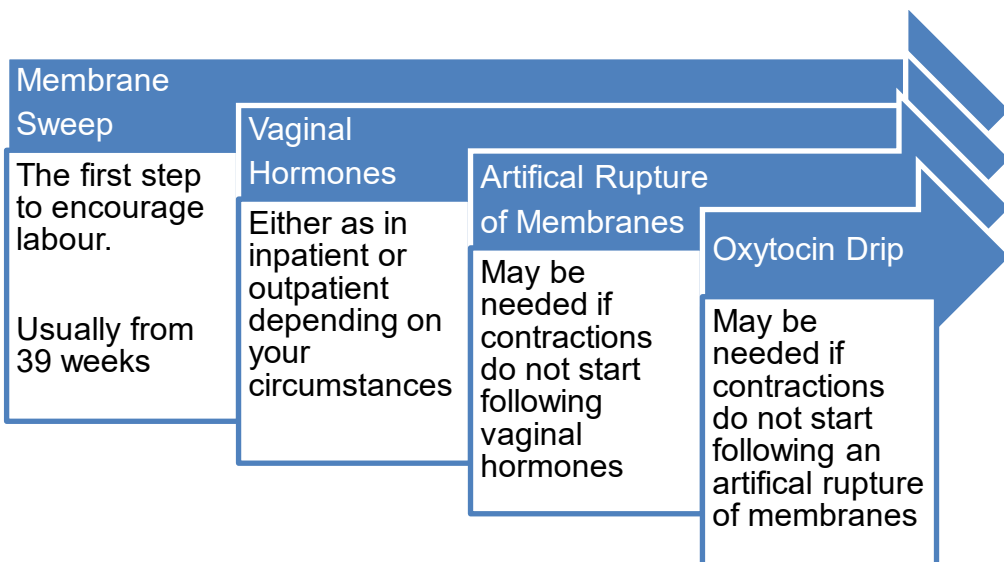 Membrane
Sweep
The first step
to encourage
labour.
Usually from
39 weeks
Vaginal
Hormones
Either as in
inpatient or
outpatient
depending on
your
circumstances
Artifical Rupture
of Membranes
May be
needed if
contractions
do not start
following
vaginal
hormones
Oxytocin Drip
May be
needed if
contractions
do not start
following an
artifical rupture
of membranes